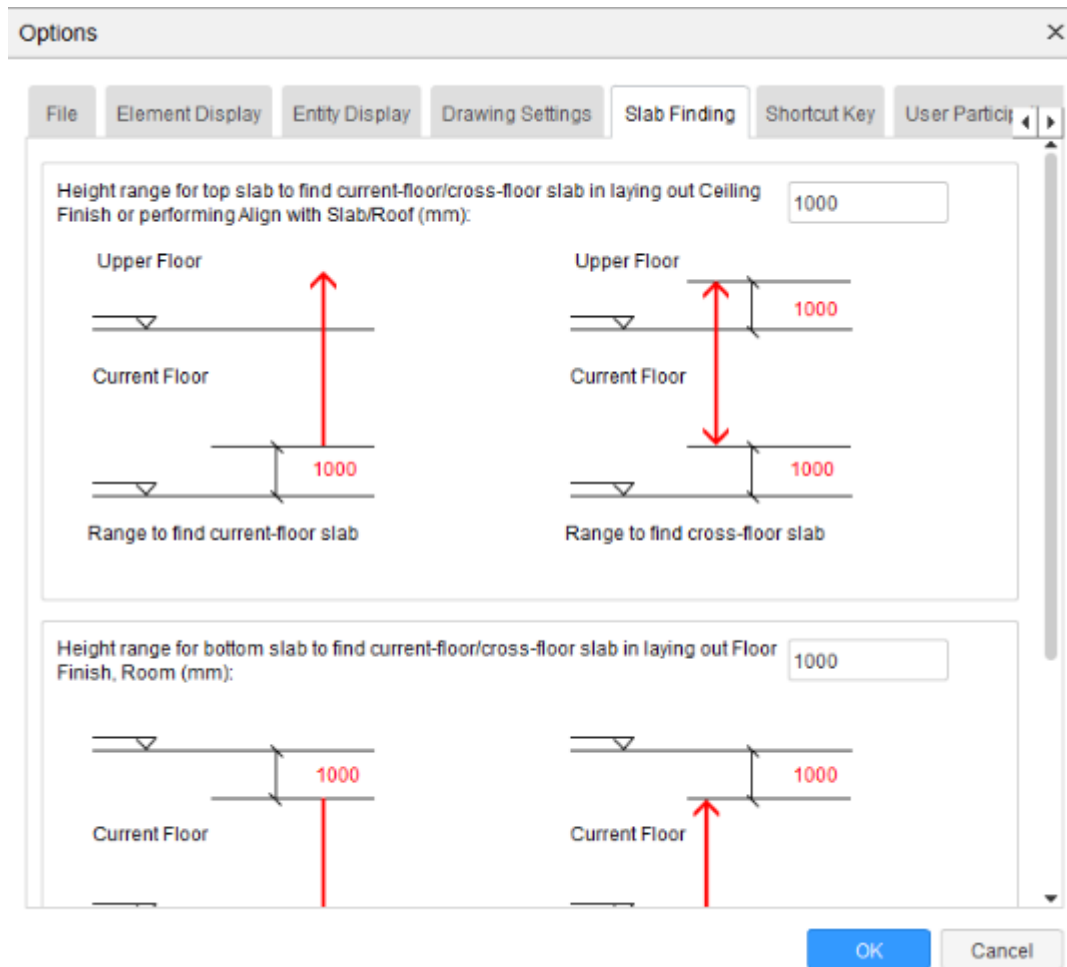 Options
File Element Display Entity Display Drawing Settings Slab Finding Shortcut Key User
Height range for top slab to find current-floor/cross-floor slab in laying out Ceiling
Finish or performing Align with Slab/Roof (mm):
1000
Upper Floor Upper Floor
1000
Current Floor Current Floor
1000 1000
Range to find current-floor slab Range to find cross-floor slab
Height range for bottom slab to find current-floor/cross-floor slab in laying out Floor
Finish, Room (mm):
1000
1000 1000
Current Floor Current Floor
OK Cancel